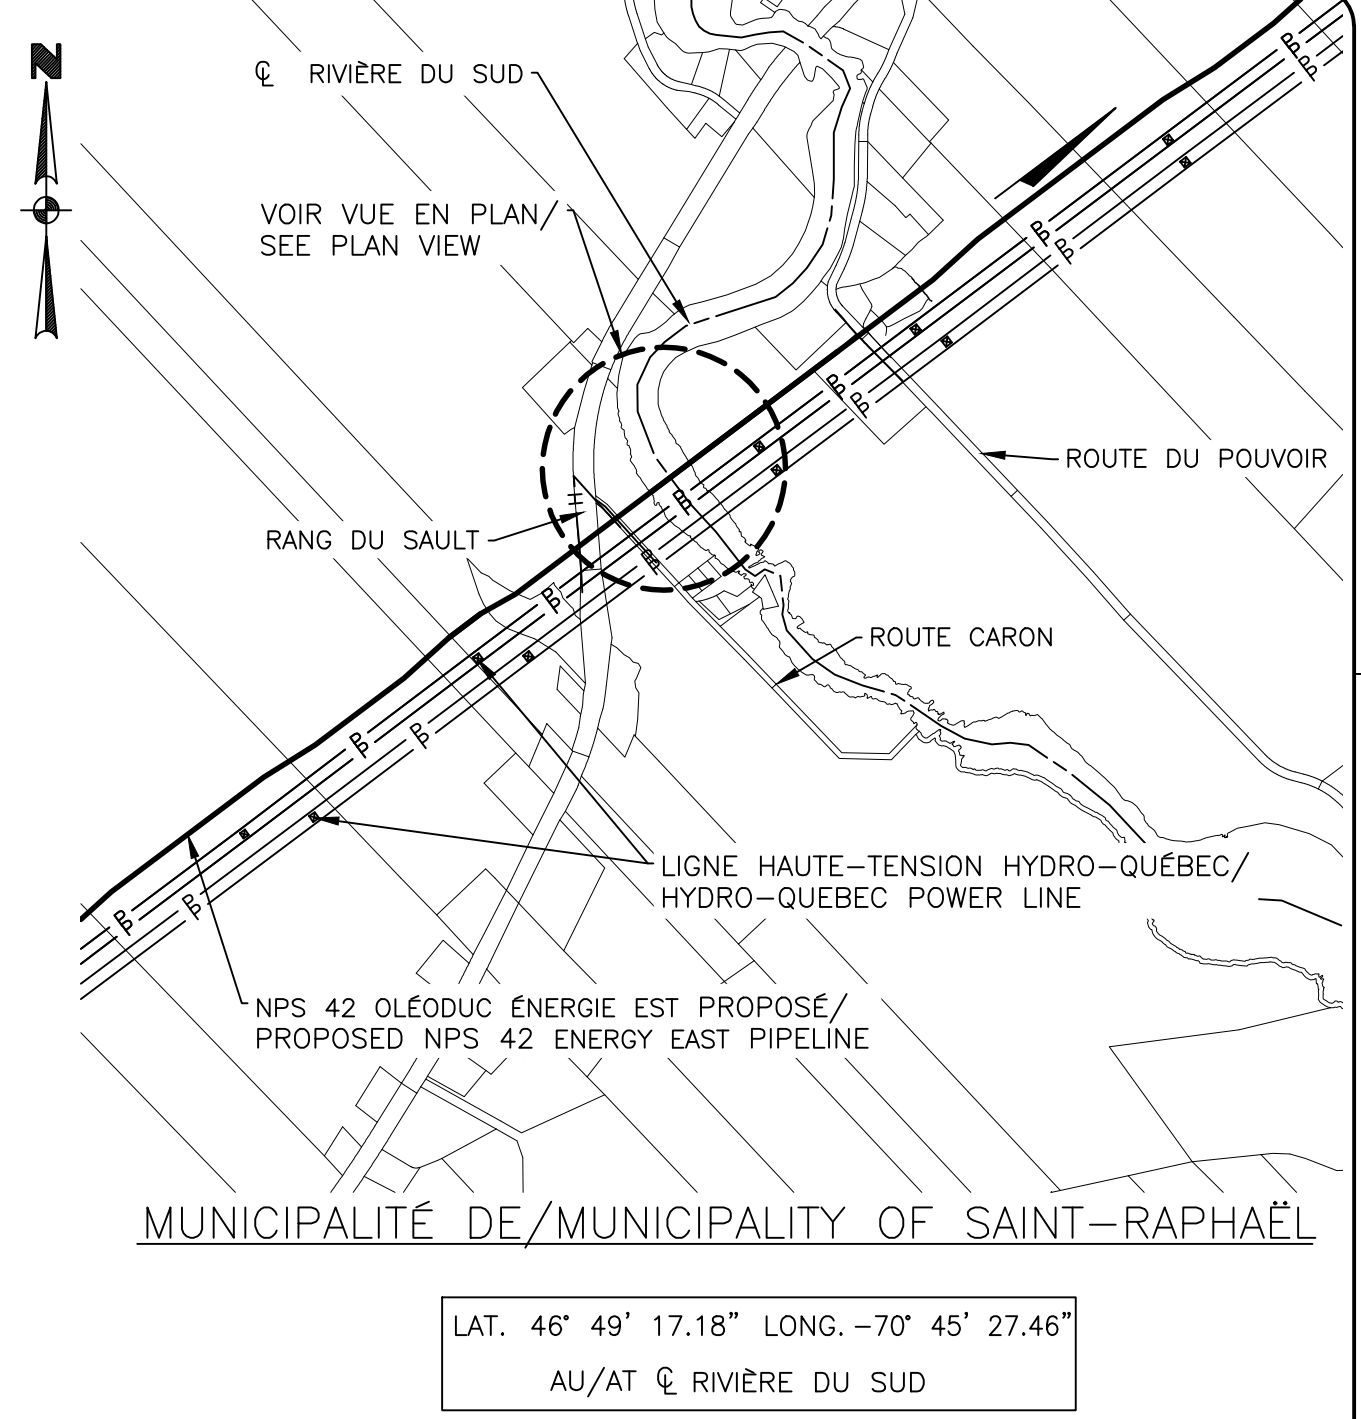 N
℄ RIVIÈRE DU SUD
VOIR VUE EN PLAN/
SEE PLAN VIEW
ROUTE DU POUVOIR
RANG DU SAULT
ROUTE CARON
LIGNE HAUTE-TENSION HYDRO-QUÉBEC/
HYDRO-QUEBEC POWER LINE
NPS 42 OLÉODUC ÉNERGIE EST PROPOSÉ/
PROPOSED NPS 42 ENERGY EAST PIPELINE
MUNICIPALITÉ DE/MUNICIPALITY OF SAINT-RAPHAËL
LAT. 46° 49' 17.18" LONG. -70° 45' 27.46"
AU/AT ℄ RIVIÈRE DU SUD